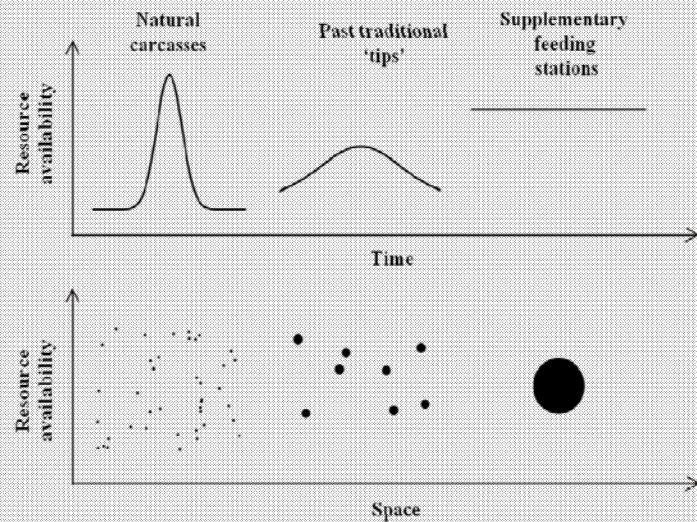 Natural
carcasses
Past traditional
'tips'
Supplementary
feeding
stations
Resource
availability
Time
Resource
availability
Space